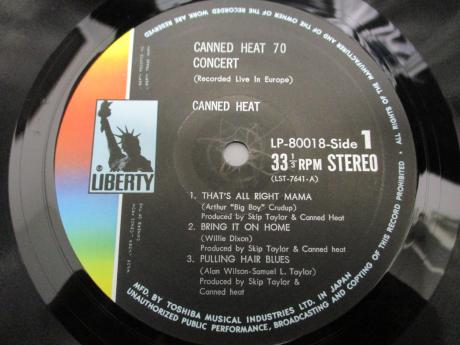 CANNED HEAT 70
CONCERT
(Recorded Live In Europe)
CANNED HEAT
LP-80018-Side 1
33 1/3 RPM STEREO
(LST-7641-A)
LIBERTY
1. THAT'S ALL RIGHT MAMA
(Arthur "Big Boy" Crudup)
Produced by Skip Taylor & Canned Heat
2. BRING IT ON HOME
(Willie Dixon)
Produced by Skip Taylor & Canned heat
3. PULLING HAIR BLUES
(Alan Wilson-Samuel L. Taylor)
Produced by Skip Taylor &
Canned heat
MFD. BY TOSHIBA MUSICAL INDUSTRIES LTD. IN JAPAN
ALL RIGHTS OF THE MANUFACTURER AND OF THE OWNER OF THE RECORDED WORK RESERVED
UNAUTHORIZED PUBLIC PERFORMANCE, BROADCASTING AND COPYING OF THIS RECORD PROHIBITED